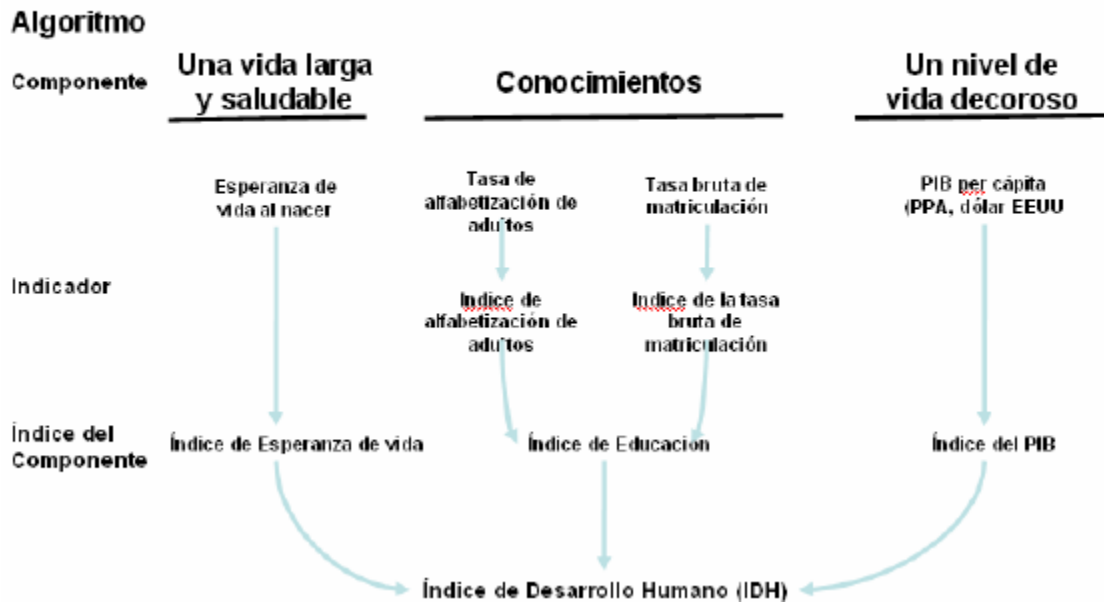 Algoritmo
Componente
Una vida larga
y saludable
Conocimientos
Un nivel de
vida decoroso
Esperanza de
vida al nacer
Tasa de
alfabetización de
adultos
Tasa bruta de
matriculación
PIB per cápita
(PPA, dólar EEUU
Indicador
Indice de
alfabetización de
adultos
Indice de la tasa
bruta de
matriculación
Índice del
Componente
Índice de Esperanza de vida
Índice de Educación
Índice del PIB
Índice de Desarrollo Humano (IDH)